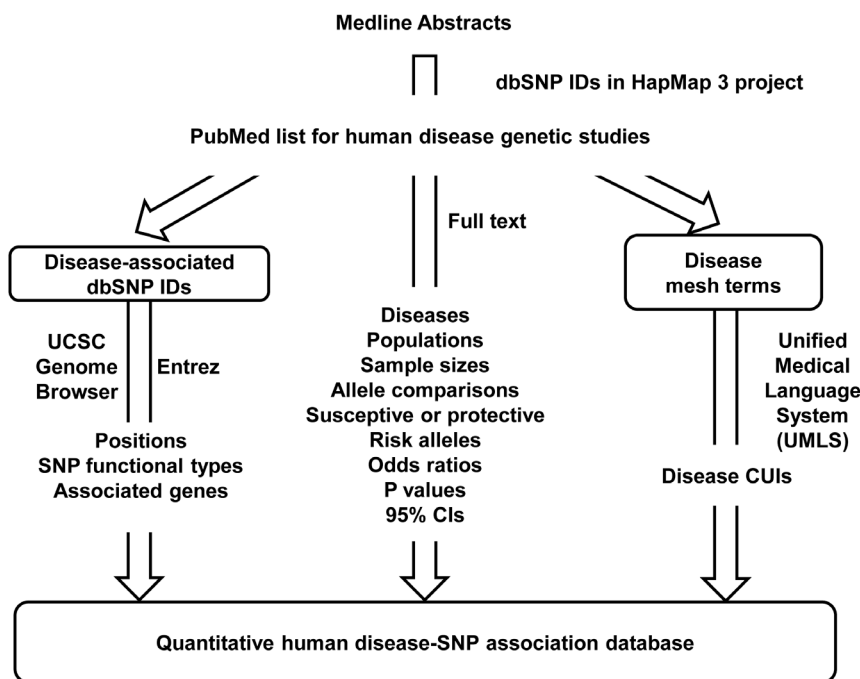 Medline Abstracts
dbSNP IDs in HapMap 3 project
PubMed list for human disease genetic studies
Disease-associated
dbSNP IDs
UCSC
Genome
Browser
Entrez
Positions
SNP functional types
Associated genes
Full text
Diseases
Populations
Sample sizes
Allele comparisons
Susceptive or protective
Risk alleles
Odds ratios
P values
95% CIs
Disease
mesh terms
Unified
Medical
Language
System
(UMLS)
Disease CUIs
Quantitative human disease-SNP association database